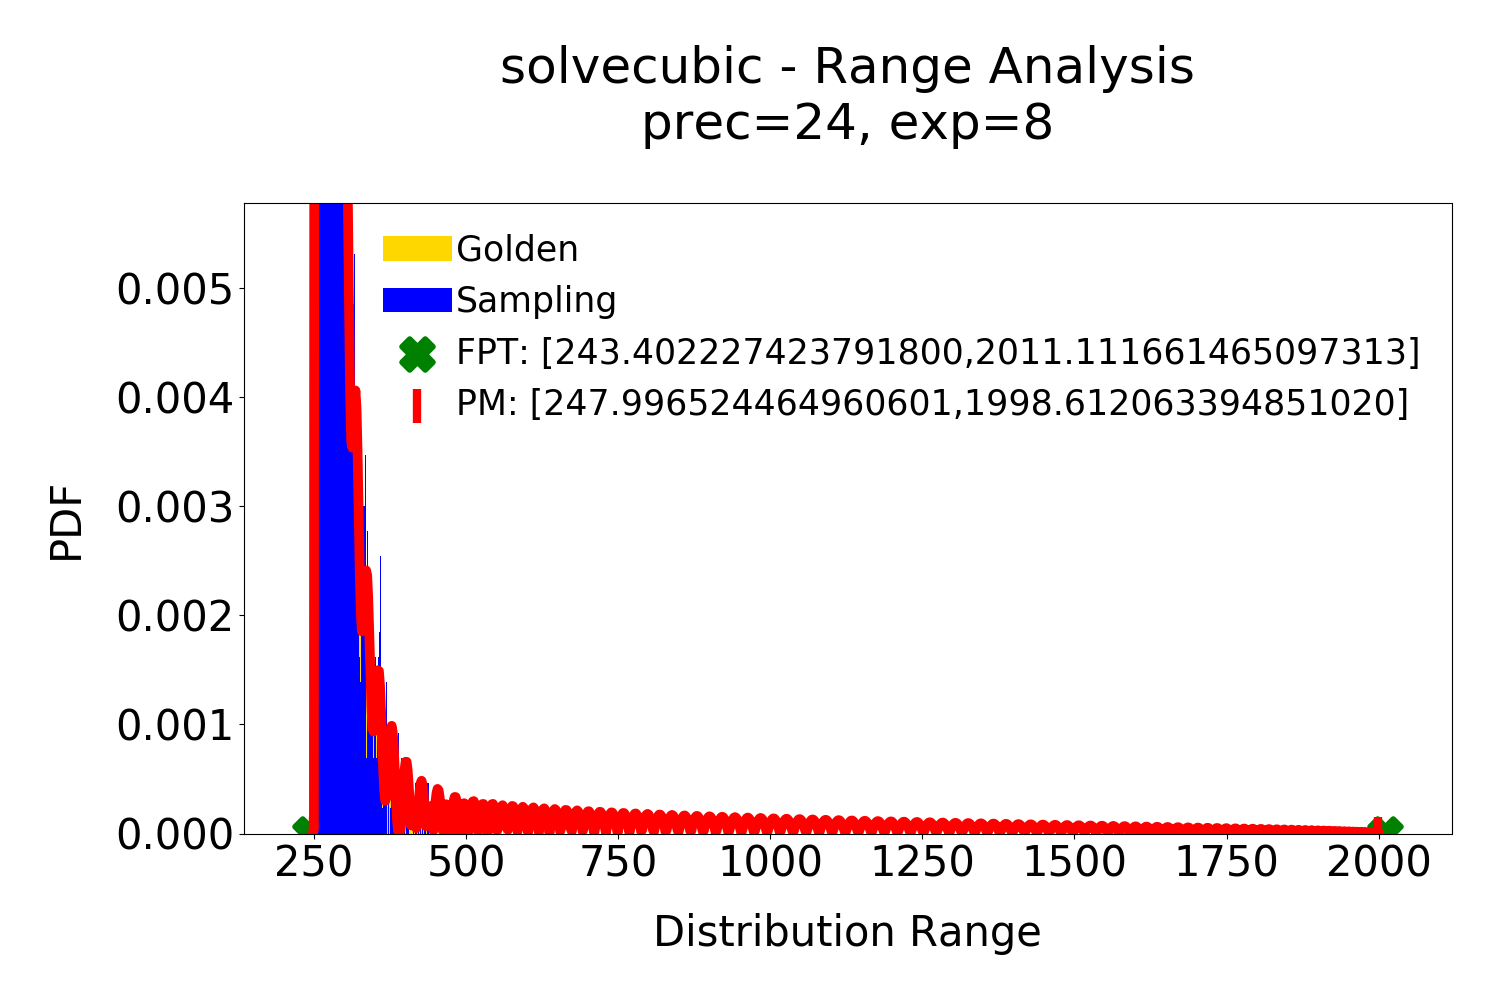 solvecubic - Range Analysis
prec=24, exp=8
Golden
Sampling
FPT: [243.402227423791800,2011.111661465097313]
PM: [247.996524464960601,1998.612063394851020]
PDF
0.005
0.004
0.003
0.002
0.001
0.000
250 500 750 1000 1250 1500 1750 2000
Distribution Range